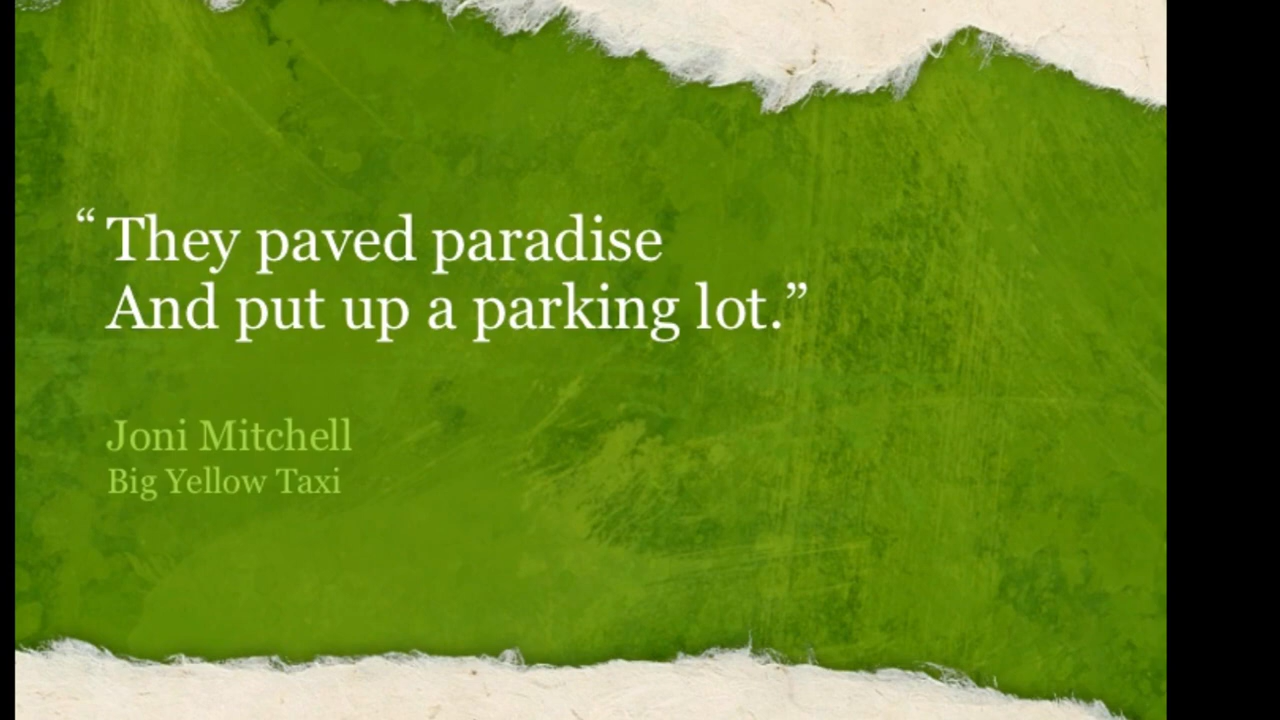 “They paved paradise
And put up a parking lot.”
Joni Mitchell
Big Yellow Taxi